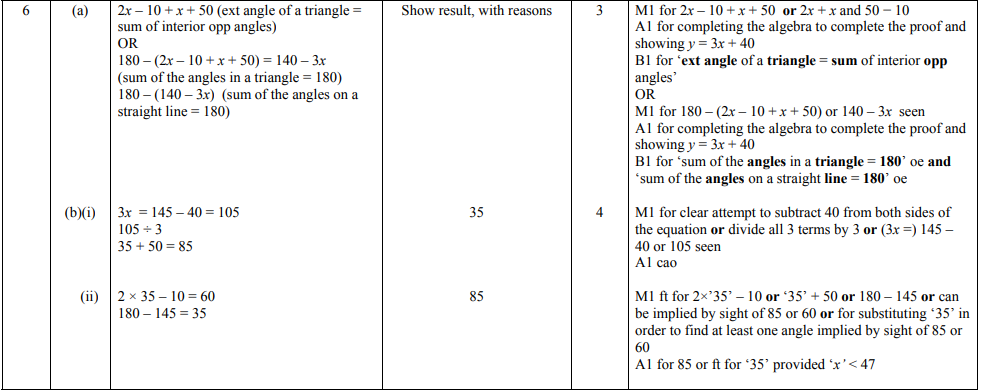 6 (a) 2x – 10 + x + 50 (ext angle of a triangle = Show result, with reasons 3 M1 for 2x – 10 + x + 50 or 2x + x and 50 – 10
sum of interior opp angles) A1 for completing the algebra to complete the proof and
OR showing y = 3x + 40
180 – (2x – 10 + x + 50) = 140 – 3x B1 for ‘ext angle of a triangle = sum of interior opp
(sum of the angles in a triangle = 180) angles’
180 – (140 – 3x) (sum of the angles on a OR
straight line = 180) M1 for 180 – (2x – 10 + x + 50) or 140 – 3x seen
A1 for completing the algebra to complete the proof and
showing y = 3x + 40
B1 for ‘sum of the angles in a triangle = 180’ oe and
‘sum of the angles on a straight line = 180’ oe
(b)(i) 3x = 145 – 40 = 105 35 4 M1 for clear attempt to subtract 40 from both sides of
105 ÷ 3 the equation or divide all 3 terms by 3 or (3x =) 145 –
35 + 50 = 85 40 or 105 seen
A1 cao
(ii) 2 × 35 – 10 = 60 85 M1 ft for 2×’35’ – 10 or ‘35’ + 50 or 180 – 145 or can
180 – 145 = 35 be implied by sight of 85 or 60 or for substituting ‘35’ in
order to find at least one angle implied by sight of 85 or
60
A1 for 85 or ft for ‘35’ provided ‘x’ < 47